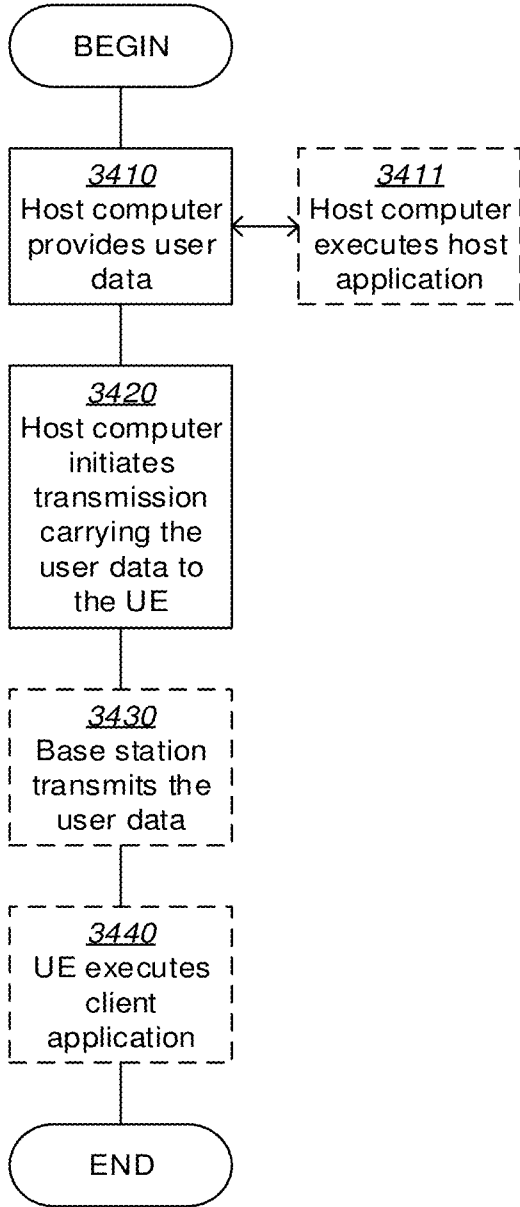 BEGIN
3410
Host computer
provides user
data
3411
Host computer
executes host
application
3420
Host computer
initiates
transmission
carrying the
user data to
the UE
3430
Base station
transmits the
user data
3440
UE executes
client
application
END